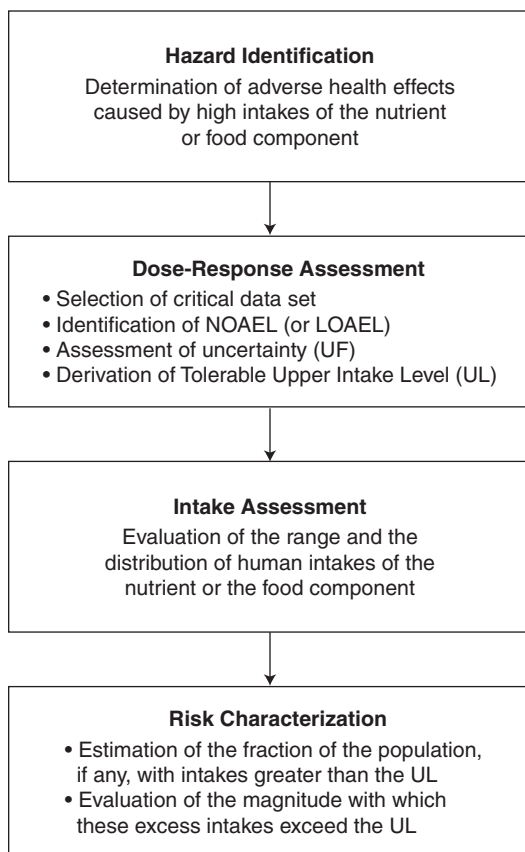 Hazard Identification
Determination of adverse health effects
caused by high intakes of the nutrient
or food component
Dose-Response Assessment
• Selection of critical data set
• Identification of NOAEL (or LOAEL)
• Assessment of uncertainty (UF)
• Derivation of Tolerable Upper Intake Level (UL)
Intake Assessment
Evaluation of the range and the
distribution of human intakes of the
nutrient or the food component
Risk Characterization
• Estimation of the fraction of the population,
if any, with intakes greater than the UL
• Evaluation of the magnitude with which
these excess intakes exceed the UL